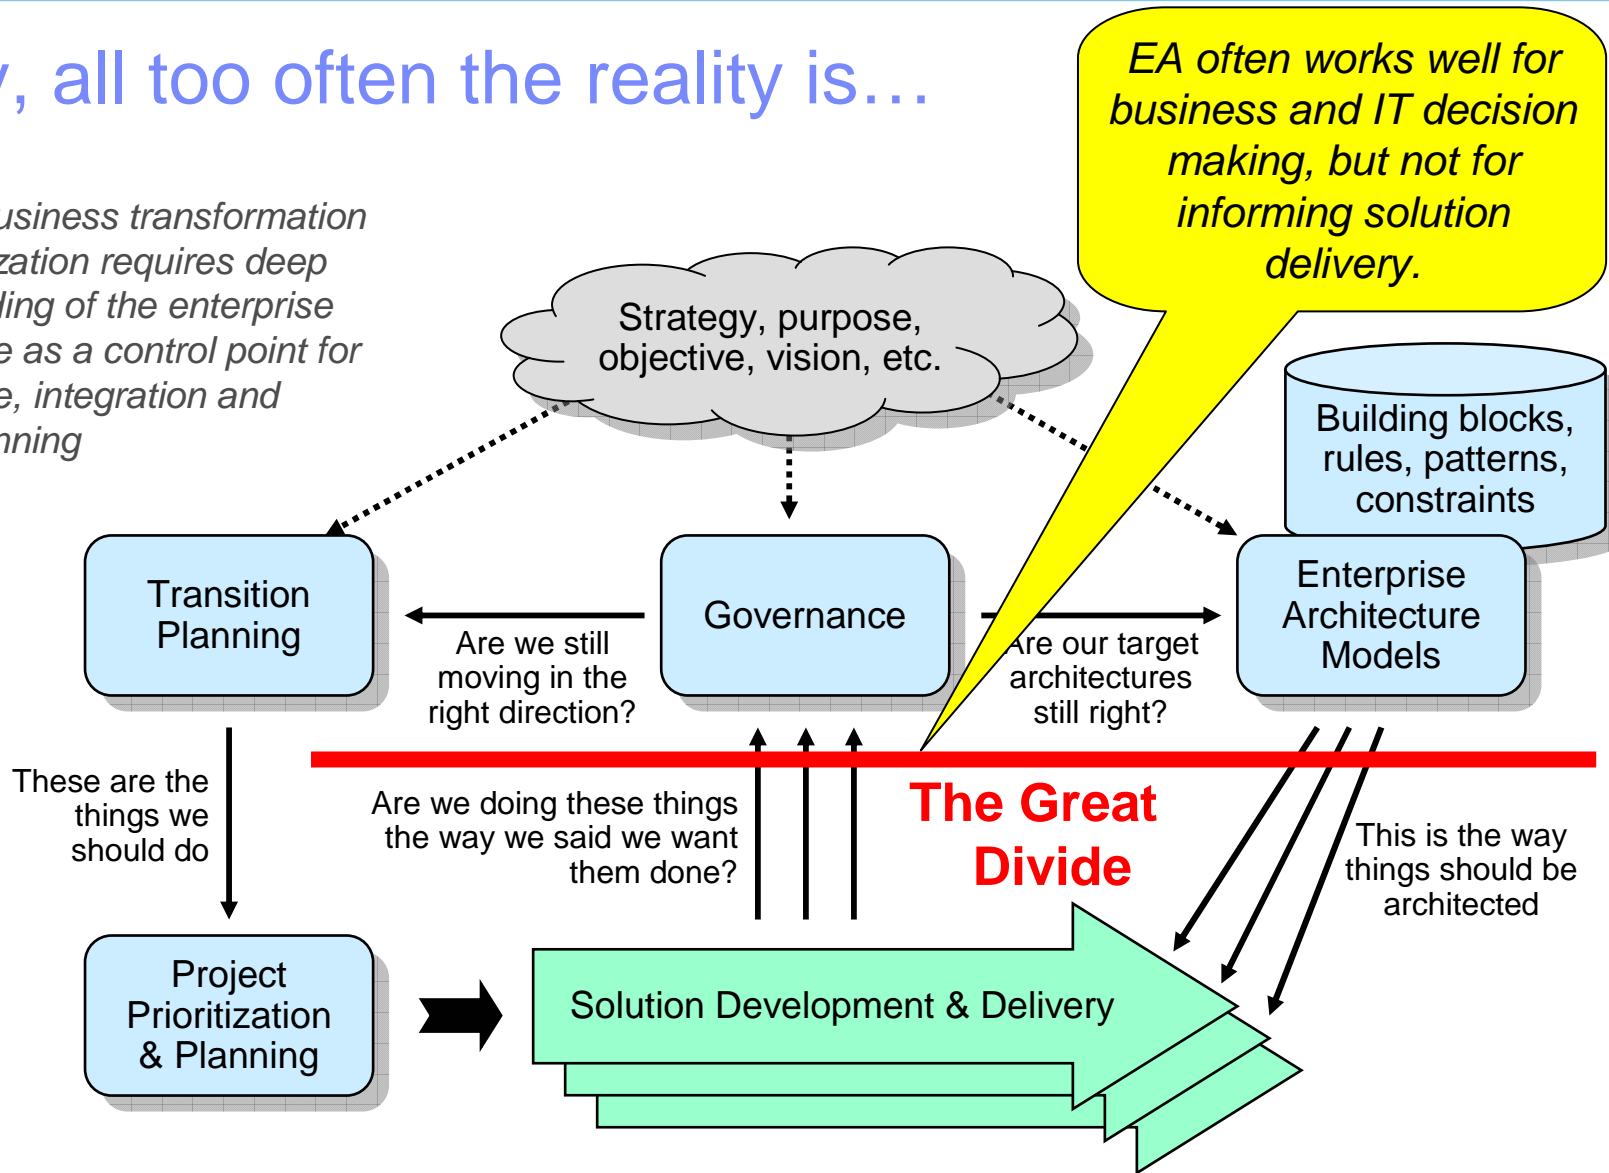 y, all too often the reality is…
EA often works well for
business and IT decision
making, but not for
informing solution
delivery.
usiness transformation
zation requires deep
ding of the enterprise
e as a control point for
e, integration and
nning
Strategy, purpose,
objective, vision, etc.
Building blocks,
rules, patterns,
constraints
Transition
Planning
Governance
Enterprise
Architecture
Models
Are we still
moving in the
right direction?
Are our target
architectures
still right?
These are the
things we
should do
Are we doing these things
the way we said we want
them done?
The Great
Divide
This is the way
things should be
architected
Project
Prioritization
& Planning
Solution Development & Delivery